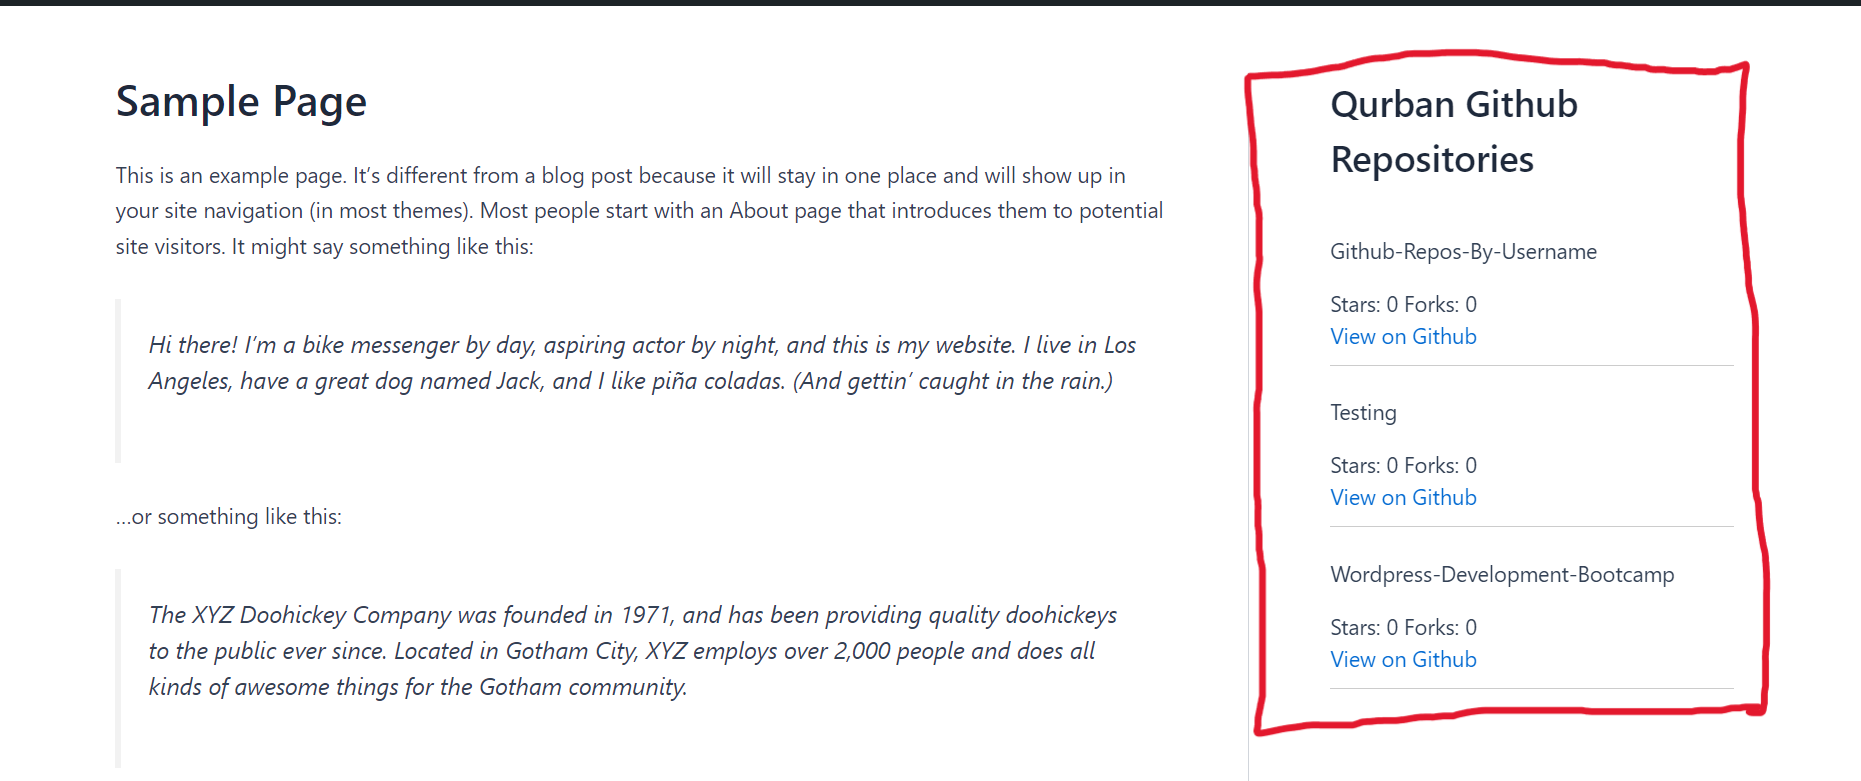 Sample Page
This is an example page. It’s different from a blog post because it will stay in one place and will show up in
your site navigation (in most themes). Most people start with an About page that introduces them to potential
site visitors. It might say something like this:
Hi there! I’m a bike messenger by day, aspiring actor by night, and this is my website. I live in Los
Angeles, have a great dog named Jack, and I like piña coladas. (And gettin’ caught in the rain.)
…or something like this:
The XYZ Doohickey Company was founded in 1971, and has been providing quality doohickeys
to the public ever since. Located in Gotham City, XYZ employs over 2,000 people and does all
kinds of awesome things for the Gotham community.
Qurban Github
Repositories
Github-Repos-By-Username
Stars: 0 Forks: 0
View on Github
Testing
Stars: 0 Forks: 0
View on Github
Wordpress-Development-Bootcamp
Stars: 0 Forks: 0
View on Github